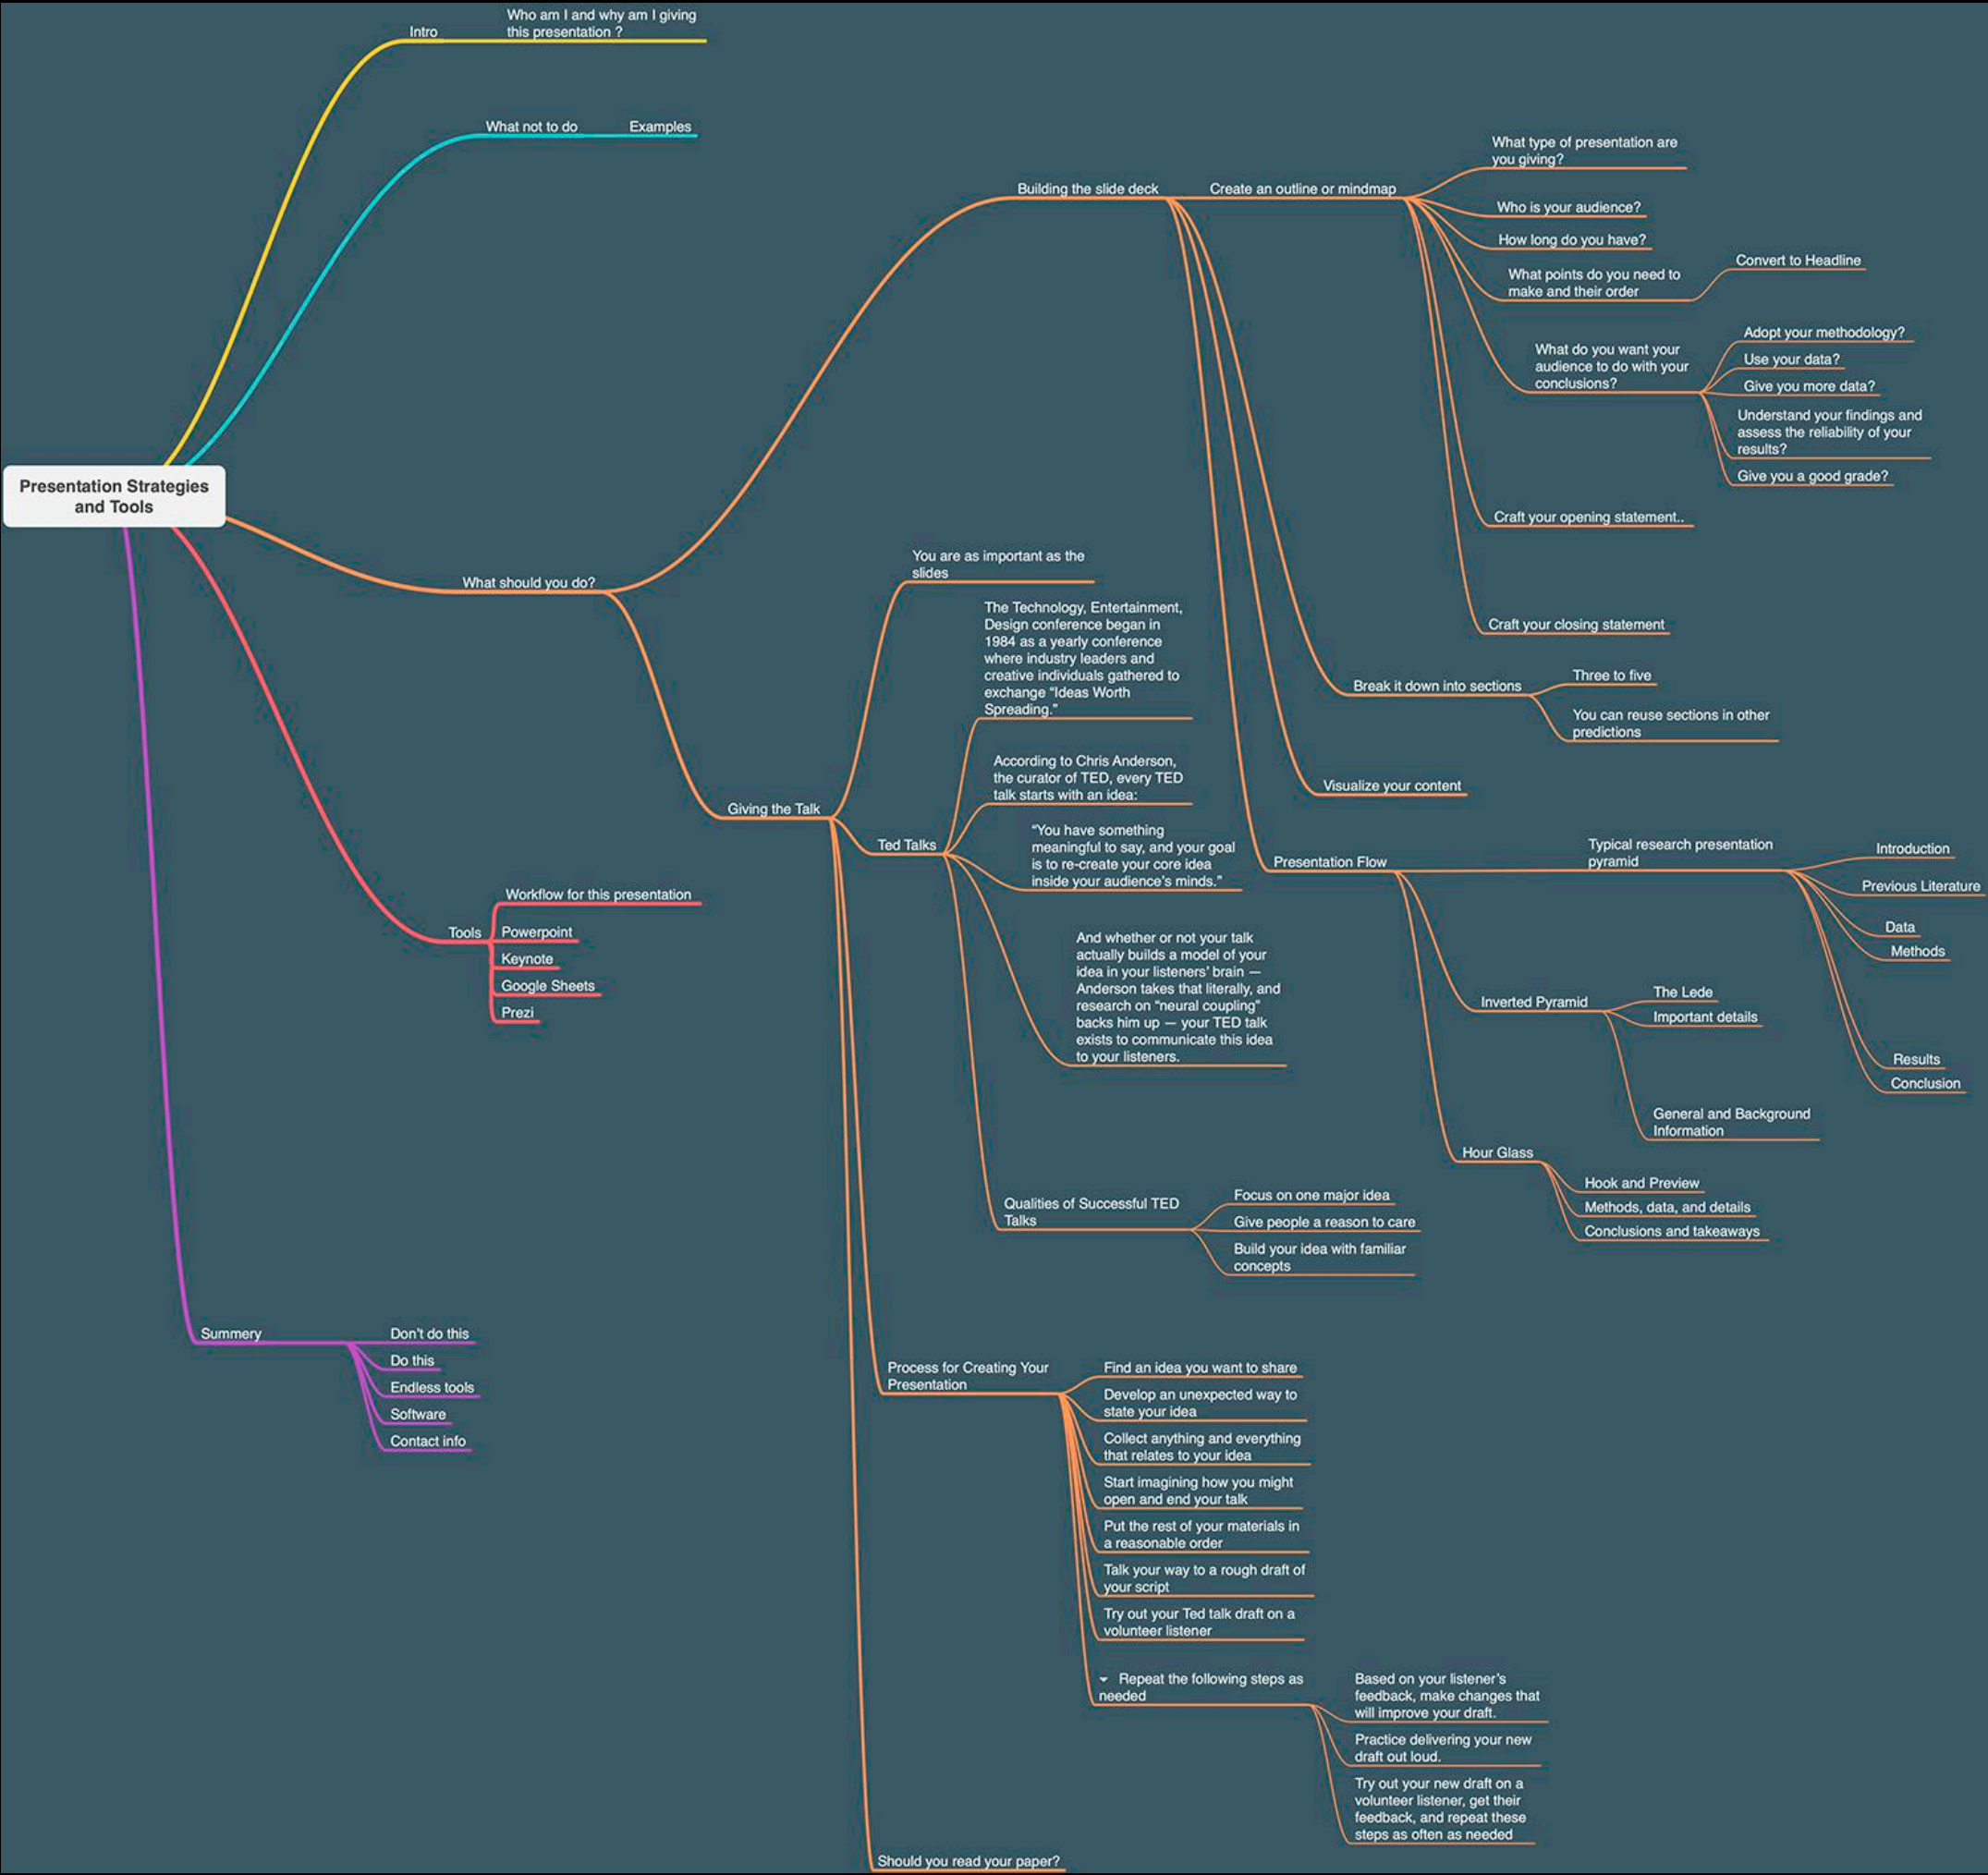 Presentation Strategies
and Tools
Intro
Who am I and why am I giving
this presentation ?
What not to do
Examples
What should you do?
Building the slide deck
Create an outline or mindmap
What type of presentation are
you giving?
Who is your audience?
How long do you have?
What points do you need to
make and their order
Convert to Headline
What do you want your
audience to do with your
conclusions?
Adopt your methodology?
Use your data?
Give you more data?
Understand your findings and
assess the reliability of your
results?
Give you a good grade?
Craft your opening statement..
Craft your closing statement
Break it down into sections
Three to five
You can reuse sections in other
predictions
Visualize your content
Presentation Flow
Typical research presentation
pyramid
Introduction
Previous Literature
Data
Methods
Results
Conclusion
Inverted Pyramid
The Lede
Important details
General and Background
Information
Hour Glass
Hook and Preview
Methods, data, and details
Conclusions and takeaways
Giving the Talk
You are as important as the
slides
Ted Talks
The Technology, Entertainment,
Design conference began in
1984 as a yearly conference
where industry leaders and
creative individuals gathered to
exchange “Ideas Worth
Spreading.”
According to Chris Anderson,
the curator of TED, every TED
talk starts with an idea:
“You have something
meaningful to say, and your goal
is to re-create your core idea
inside your audience’s minds.”
And whether or not your talk
actually builds a model of your
idea in your listeners’ brain —
Anderson takes that literally, and
research on “neural coupling”
backs him up — your TED talk
exists to communicate this idea
to your listeners.
Qualities of Successful TED
Talks
Focus on one major idea
Give people a reason to care
Build your idea with familiar
concepts
Process for Creating Your
Presentation
Find an idea you want to share
Develop an unexpected way to
state your idea
Collect anything and everything
that relates to your idea
Start imagining how you might
open and end your talk
Put the rest of your materials in
a reasonable order
Talk your way to a rough draft of
your script
Try out your Ted talk draft on a
volunteer listener
Repeat the following steps as
needed
Based on your listener’s
feedback, make changes that
will improve your draft.
Practice delivering your new
draft out loud.
Try out your new draft on a
volunteer listener, get their
feedback, and repeat these
steps as often as needed
Should you read your paper?
Tools
Workflow for this presentation
Powerpoint
Keynote
Google Sheets
Prezi
Summery
Don’t do this
Do this
Endless tools
Software
Contact info